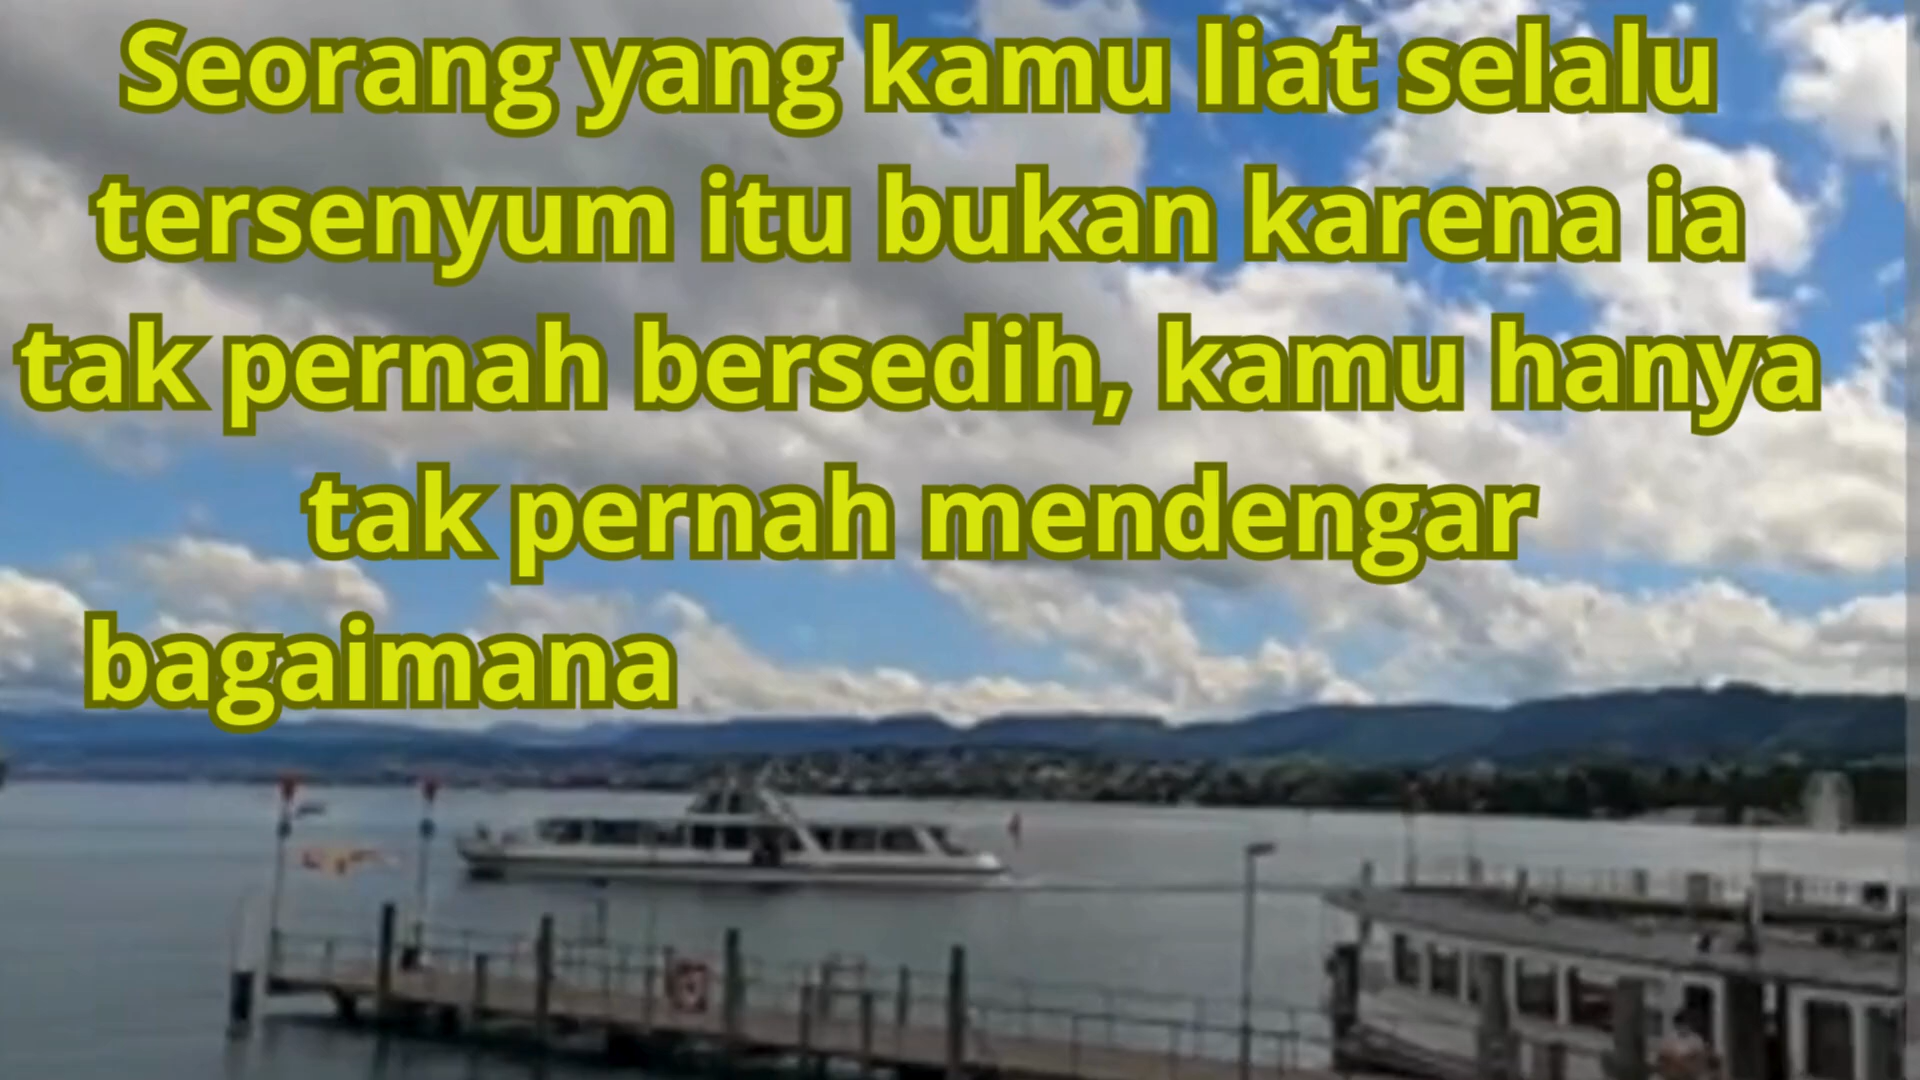 Seorang yang kamu liat selalu
tersenyum itu bukan karena ia
tak pernah bersedih, kamu hanya
tak pernah mendengar
bagaimana